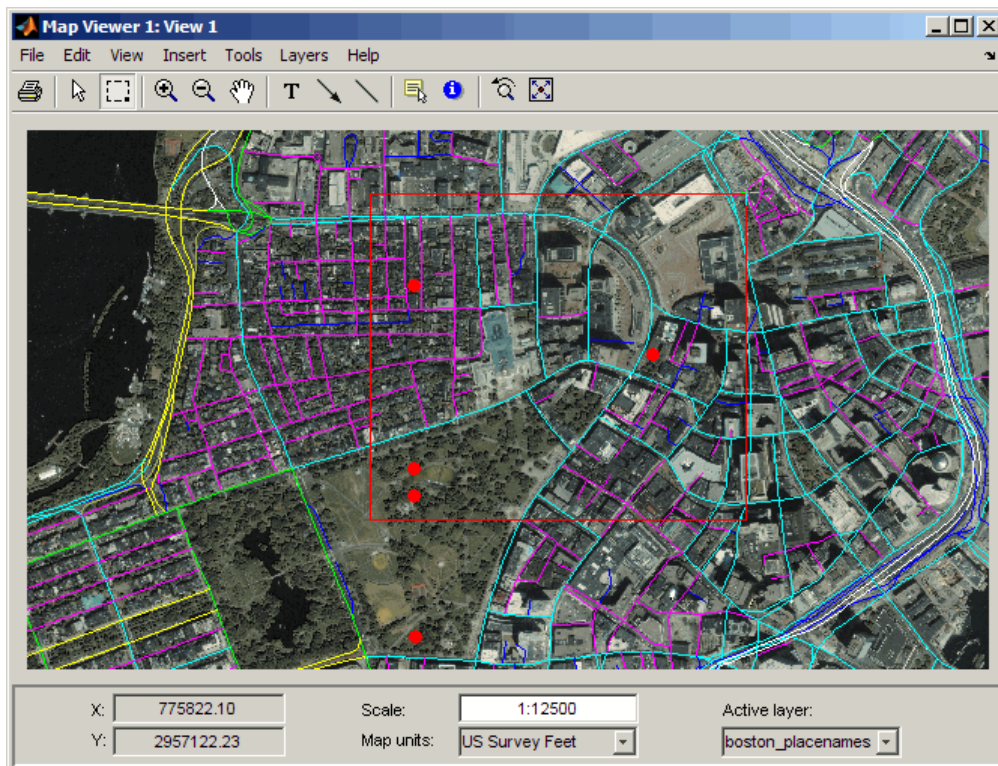 Map Viewer 1: View 1
File Edit View Insert Tools Layers Help
T
X: 775822.10 Scale: 1:12500 Active layer:
Y: 2957122.23 Map units: US Survey Feet boston_placenames